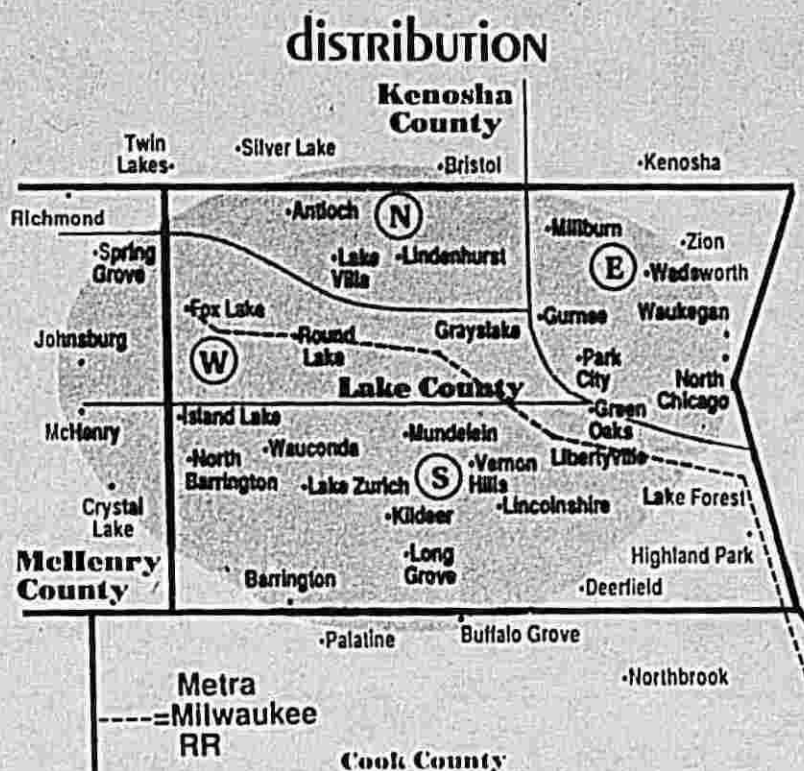 distribution
Kenosha
County
Twin
Lakes
Silver Lake
Bristol
Kenosha
Richmond
Antioch
N
Millburn
Zion
Spring
Grove
Lake
Villa
Lindenhurst
E
Wadsworth
Fox Lake
Grayslake
Gurnee
Waukegan
Johnsburg
W
Round
Lake
Park
City
North
Chicago
Lake County
McHenry
Island Lake
Mundelein
Green
Oaks
North
Barrington
Wauconda
Lake Zurich
S
Vernon
Hills
Libertyville
Crystal
Lake
Kildeer
Lincolnshire
Lake Forest
McHenry
County
Barrington
Long
Grove
Highland Park
Deerfield
Palatine
Buffalo Grove
Northbrook
Metra
----=Milwaukee
RR
Cook County